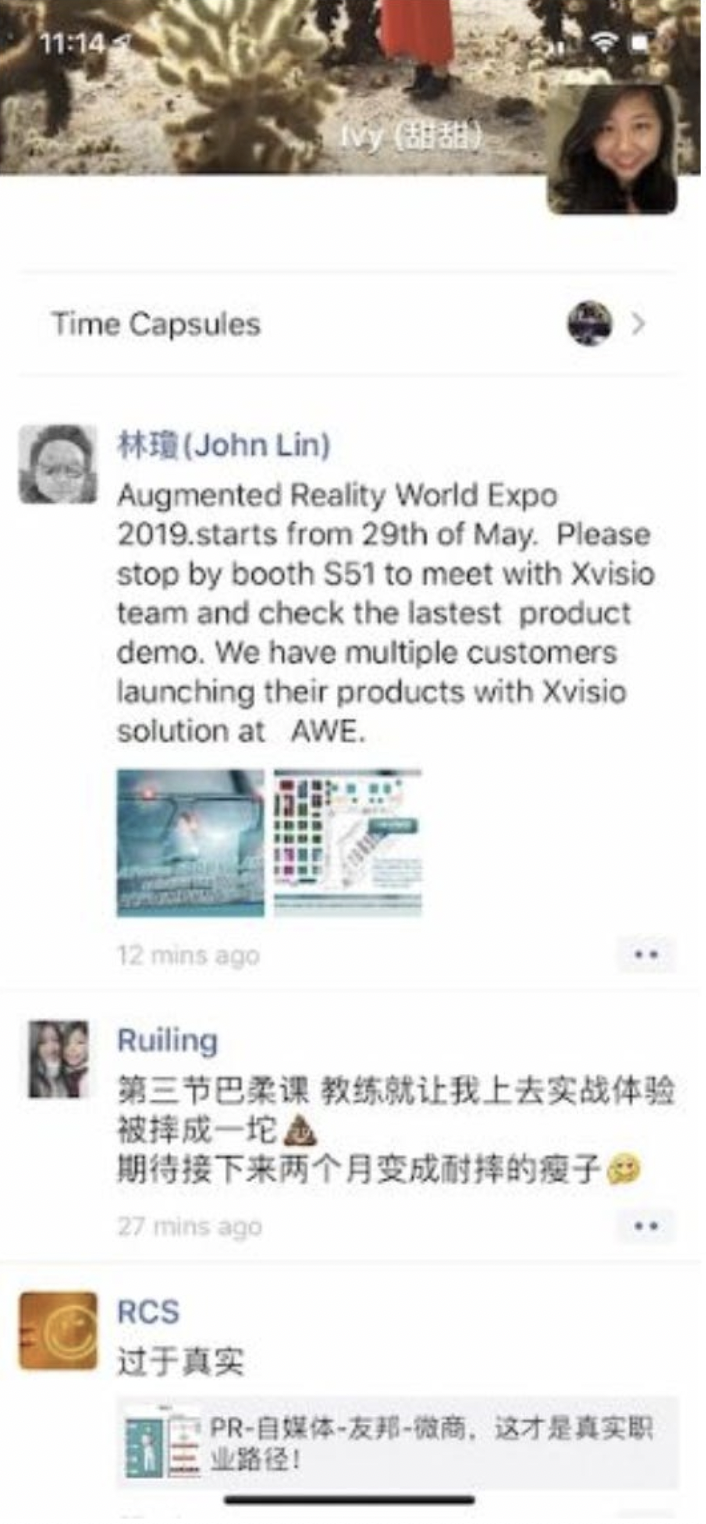 11:14
Ivy (甜甜)
Time Capsules
林瓊(John Lin)
Augmented Reality World Expo
2019.starts from 29th of May. Please
stop by booth S51 to meet with Xvisio
team and check the lastest product
demo. We have multiple customers
launching their products with Xvisio
solution at AWE.
12 mins ago
Ruiling
第三节巴柔课 教练就让我上去实战体验
被摔成一坨💩
期待接下来两个月变成耐摔的瘦子
27 mins ago
RCS
过于真实
PR-自媒体-友邦-微商，这才是真实职
业路径！